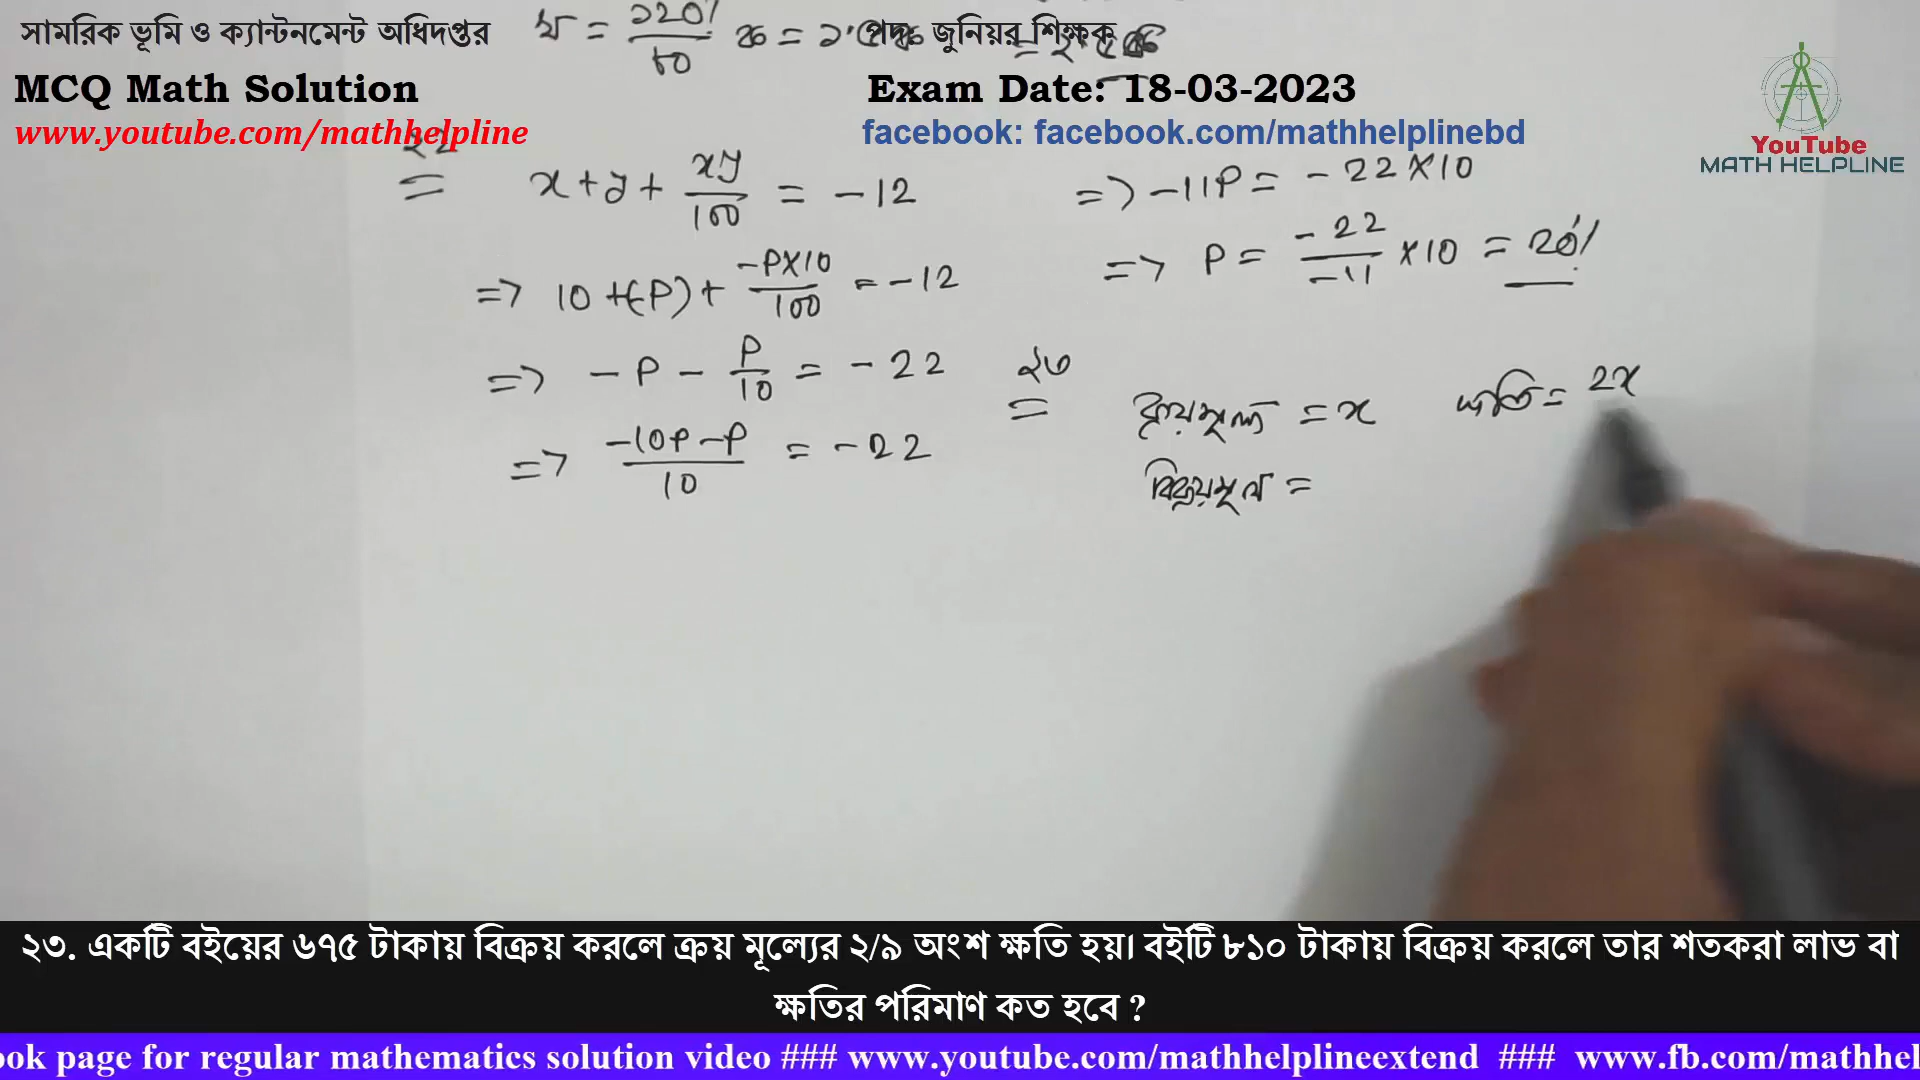 সামরিক ভূমি ও ক্যান্টনমেন্ট অধিদপ্তর
পদ: জুনিয়র শিক্ষক
MCQ Math Solution
Exam Date: 18-03-2023
www.youtube.com/mathhelpline
facebook: facebook.com/mathhelplinebd
YouTube
MATH HELPLINE
২২
x + y + xy/100 = -12
=> 10 + (-P) + -P×10/100 = -12
=> -P - P/10 = -22
=> -10P - P/10 = -22
=> -11P = -22×10
=> P = -22/-11 ×10 = 20%
২৩
ক্রয়মূল্য = x
ক্ষতি = 2x
বিক্রয়মূল্য =
২৩. একটি বইয়ের ৬৭৫ টাকায় বিক্রয় করলে ক্রয় মূল্যের ২/৯ অংশ ক্ষতি হয়। বইটি ৮১০ টাকায় বিক্রয় করলে তার শতকরা লাভ বা
ক্ষতির পরিমাণ কত হবে ?
ook page for regular mathematics solution video ### www.youtube.com/mathhelplineextend ### www.fb.com/mathhel